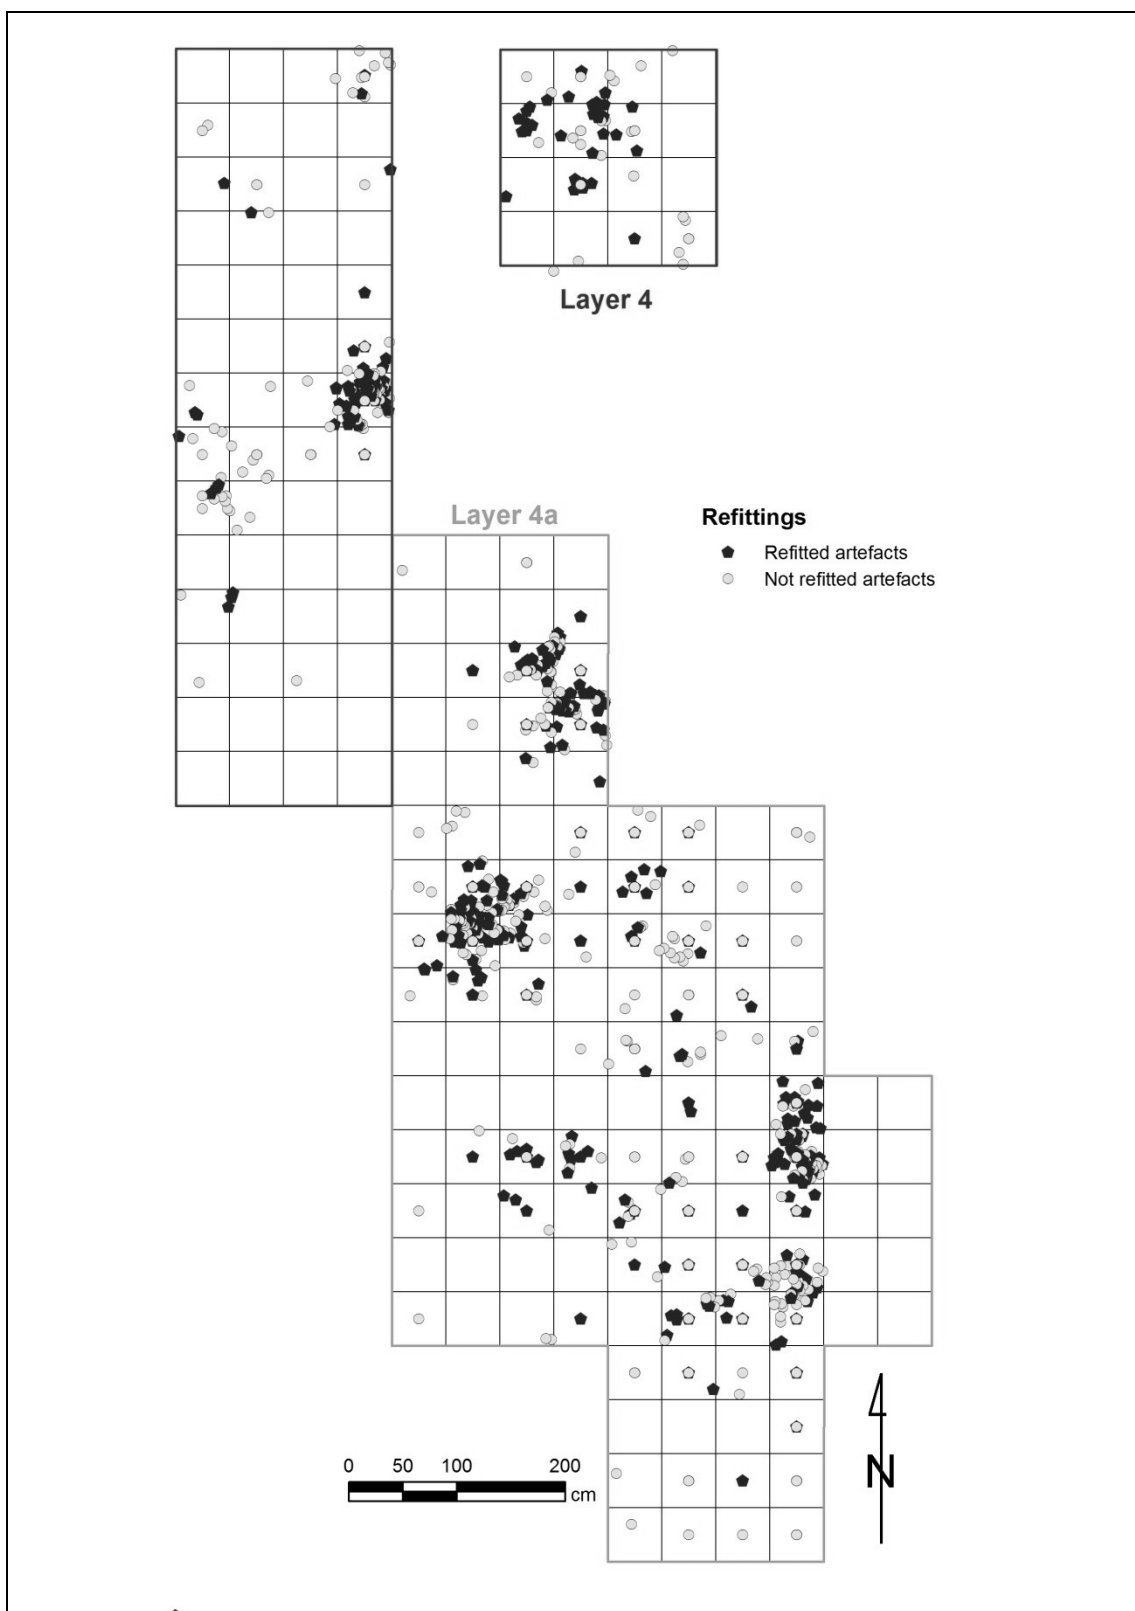 Layer 4
Layer 4a
Refittings
Refitted artefacts
Not refitted artefacts
0 50 100 200
cm
N